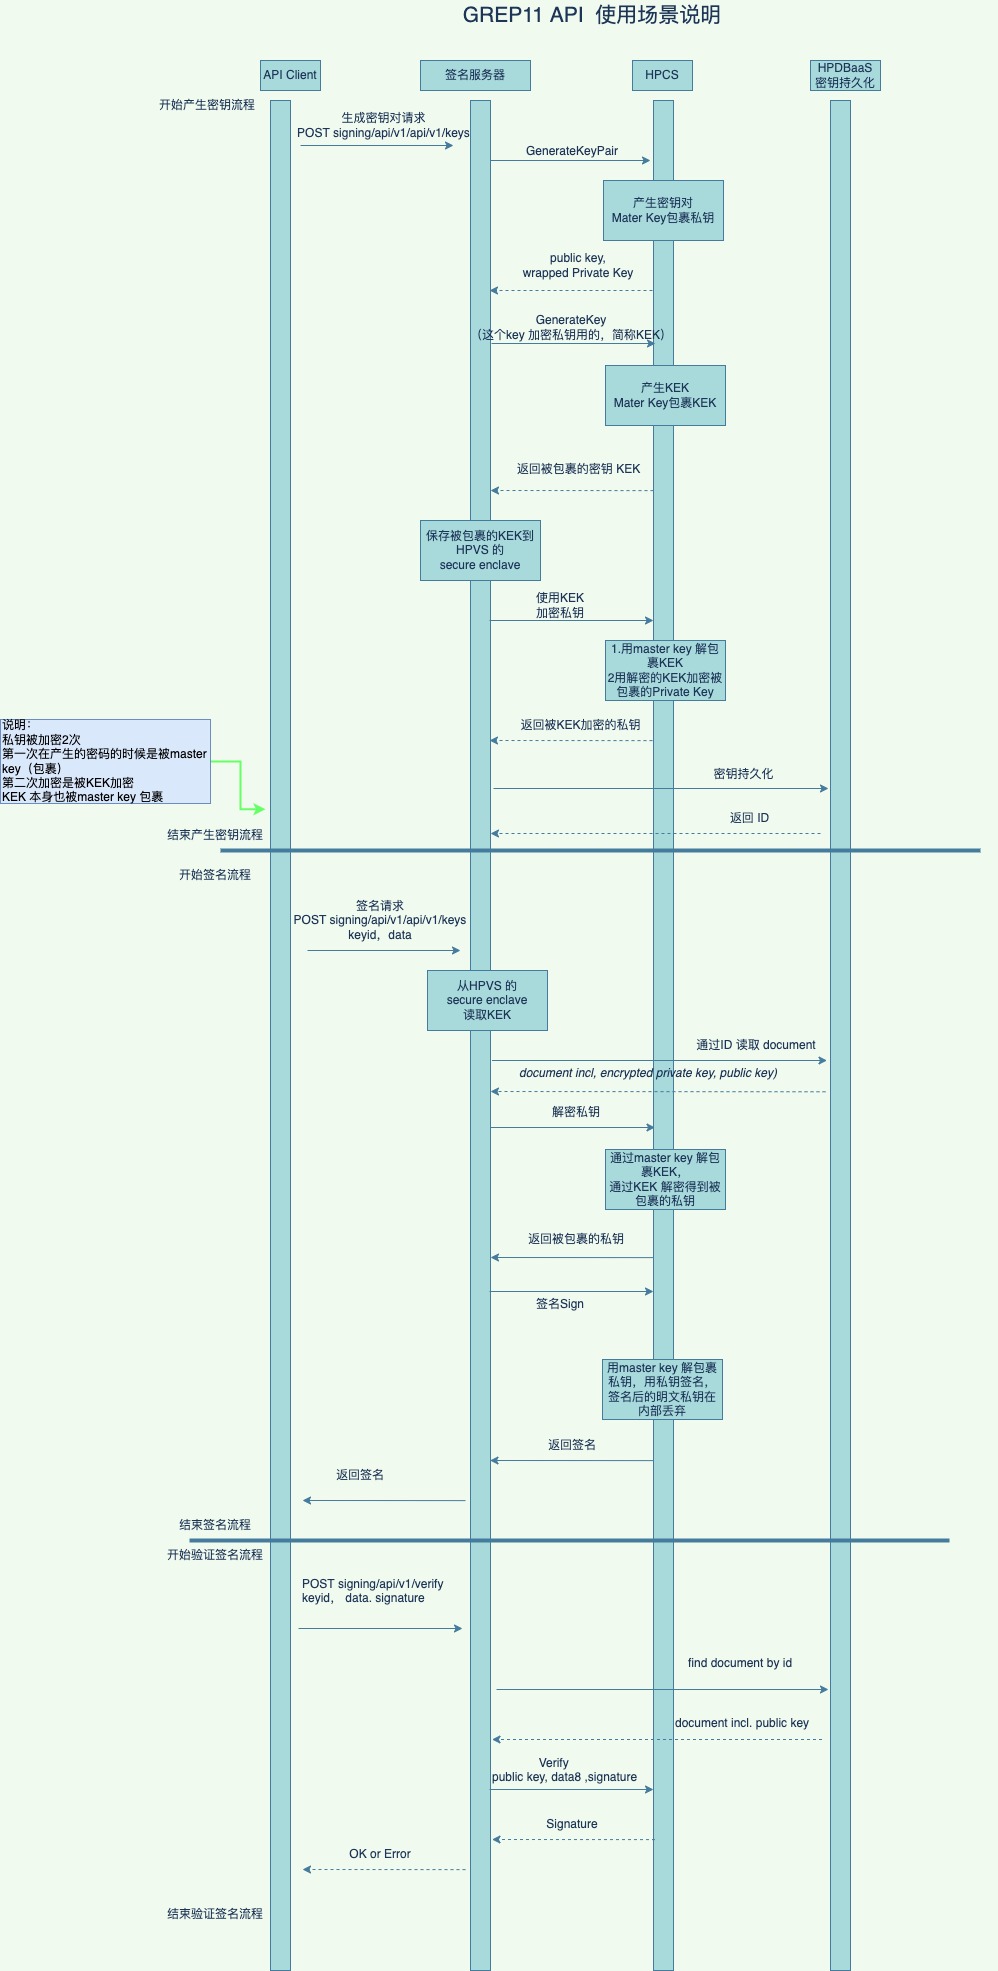 GREP11 API 使用场景说明
API Client
签名服务器
HPCS
HPDBaaS
密钥持久化
开始产生密钥流程
生成密钥对请求
POST signing/api/v1/api/v1/keys
GenerateKeyPair
产生密钥对
Mater Key包裹私钥
public key,
wrapped Private Key
GenerateKey
（这个key 加密私钥用的，简称KEK）
产生KEK
Mater Key包裹KEK
返回被包裹的密钥 KEK
保存被包裹的KEK到
HPVS 的
secure enclave
使用KEK
加密私钥
1.用master key 解包
裹KEK
2用解密的KEK加密被
包裹的Private Key
返回被KEK加密的私钥
说明：
私钥被加密2次
第一次在产生的密码的时候是被master
key（包裹）
第二次加密是被KEK加密
KEK 本身也被master key 包裹
密钥持久化
返回 ID
结束产生密钥流程
开始签名流程
签名请求
POST signing/api/v1/api/v1/keys
keyid，data
从HPVS 的
secure enclave
读取KEK
通过ID 读取 document
document incl, encrypted private key, public key)
解密私钥
通过master key 解包
裹KEK，
通过KEK 解密得到被
包裹的私钥
返回被包裹的私钥
签名Sign
用master key 解包裹
私钥，用私钥签名，
签名后的明文私钥在
内部丢弃
返回签名
返回签名
结束签名流程
开始验证签名流程
POST signing/api/v1/verify
keyid， data. signature
find document by id
document incl. public key
Verify
public key, data8 ,signature
Signature
OK or Error
结束验证签名流程